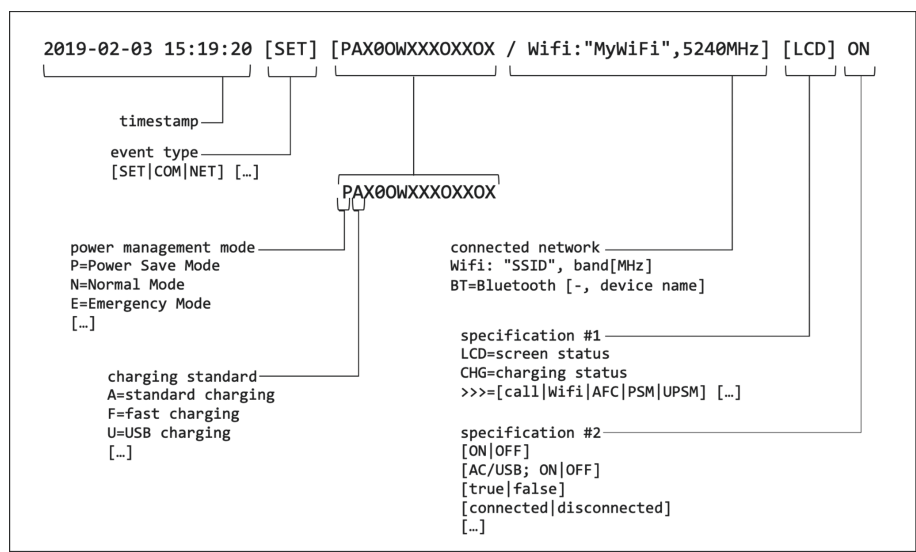 2019-02-03 15:19:20 [SET] [PAX0OWXXXOXXOX / Wifi:"MyWiFi",5240MHz] [LCD] ON
timestamp
event type
[SET|COM|NET] […]
PAX0OWXXXOXXOX
power management mode
P=Power Save Mode
N=Normal Mode
E=Emergency Mode
[…]
connected network
Wifi: "SSID", band[MHz]
BT=Bluetooth [-, device name]
charging standard
A=standard charging
F=fast charging
U=USB charging
[…]
specification #1
LCD=screen status
CHG=charging status
>>>=[call|Wifi|AFC|PSM|UPSM] […]
specification #2
[ON|OFF]
[AC/USB; ON|OFF]
[true|false]
[connected|disconnected]
[…]